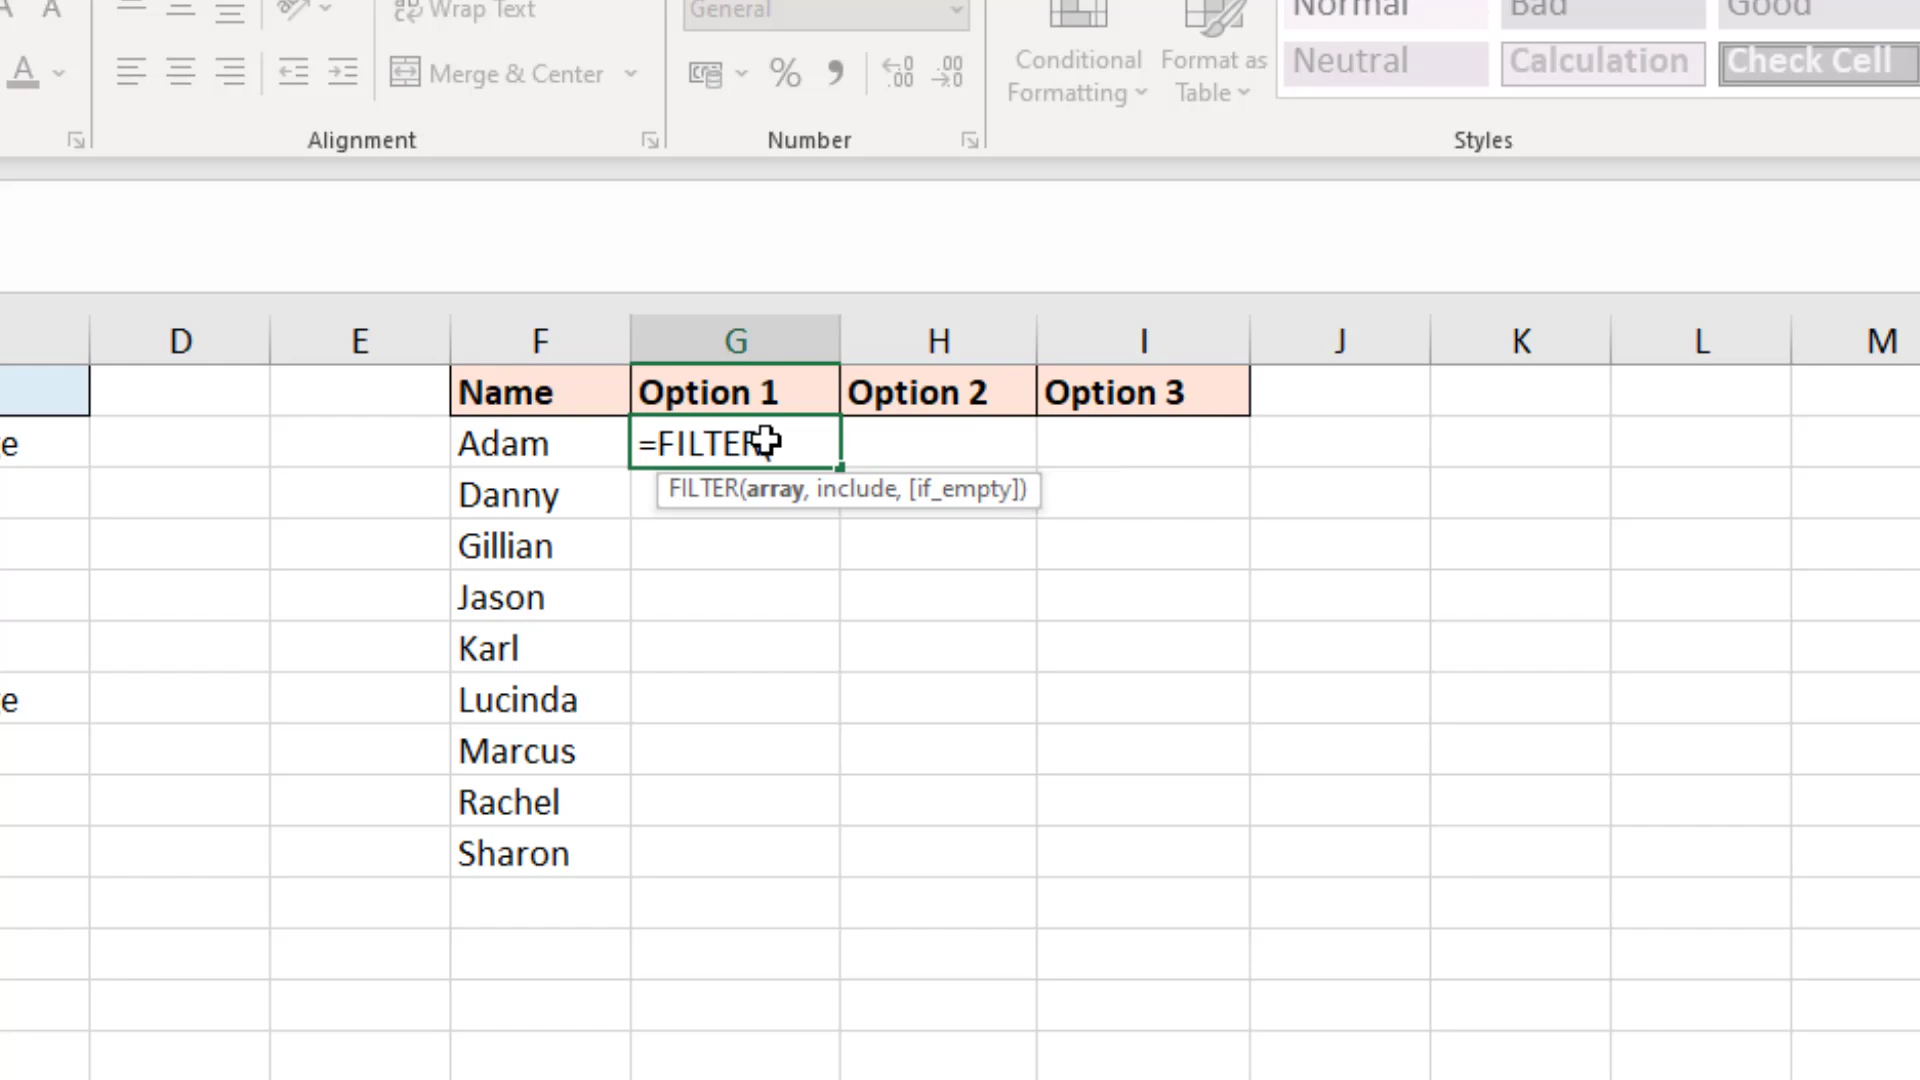 A A
Wrap Text
General
Normal
Bad
Good
A
Merge & Center
%
Conditional
Formatting
Format as
Table
Neutral
Calculation
Check Cell
Alignment
Number
Styles
D E F G H I J K L M
Name Option 1 Option 2 Option 3
e
Adam =FILTER(
FILTER(array, include, [if_empty])
Danny
Gillian
Jason
Karl
e
Lucinda
Marcus
Rachel
Sharon